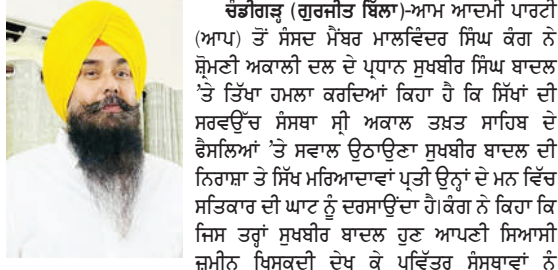 ਚੰਡੀਗੜ੍ਹ (ਗੁਰਜੀਤ ਬਿੱਲਾ)-ਆਮ ਆਦਮੀ ਪਾਰਟੀ
(ਆਪ) ਤੋਂ ਸੰਸਦ ਮੈਂਬਰ ਮਾਲਵਿੰਦਰ ਸਿੰਘ ਕੰਗ ਨੇ
ਸ਼੍ਰੋਮਣੀ ਅਕਾਲੀ ਦਲ ਦੇ ਪ੍ਰਧਾਨ ਸੁਖਬੀਰ ਸਿੰਘ ਬਾਦਲ
'ਤੇ ਤਿੱਖਾ ਹਮਲਾ ਕਰਦਿਆਂ ਕਿਹਾ ਹੈ ਕਿ ਸਿੱਖਾਂ ਦੀ
ਸਰਵਉੱਚ ਸੰਸਥਾ ਸ੍ਰੀ ਅਕਾਲ ਤਖ਼ਤ ਸਾਹਿਬ ਦੇ
ਫੈਸਲਿਆਂ 'ਤੇ ਸਵਾਲ ਉਠਾਉਣਾ ਸੁਖਬੀਰ ਬਾਦਲ ਦੀ
ਨਿਰਾਸ਼ਾ ਤੇ ਸਿੱਖ ਮਰਿਆਦਾਵਾਂ ਪ੍ਰਤੀ ਉਨ੍ਹਾਂ ਦੇ ਮਨ ਵਿੱਚ
ਸਤਿਕਾਰ ਦੀ ਘਾਟ ਨੂੰ ਦਰਸਾਉਂਦਾ ਹੈ।ਕੰਗ ਨੇ ਕਿਹਾ ਕਿ
ਜਿਸ ਤਰ੍ਹਾਂ ਸੁਖਬੀਰ ਬਾਦਲ ਹੁਣ ਆਪਣੀ ਸਿਆਸੀ
ਜ਼ਮੀਨ ਖਿਸਕਦੀ ਦੇਖ ਕੇ ਪਵਿੱਤਰ ਸੰਸਥਾਵਾਂ ਨੂੰ